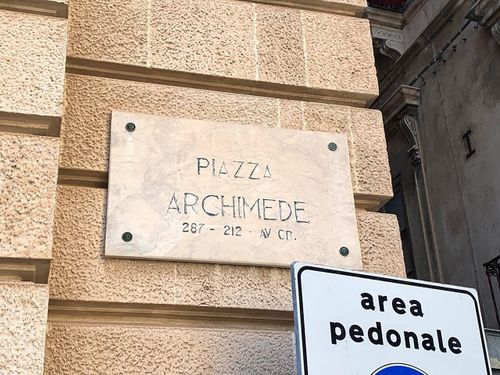 PIAZZA
ARCHIMEDE
287 - 212 - AV CR.
area
pedonale